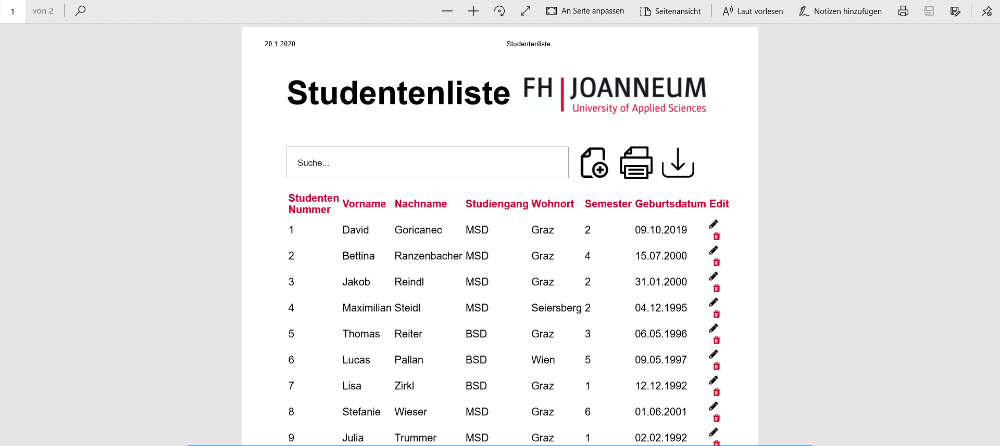 1 von 2 An Seite anpassen Seitenansicht Laut vorlesen Notizen hinzufügen
20.1.2020 Studentenliste
Studentenliste FH JOANNEUM
University of Applied Sciences
Suche...
Studenten Nummer Vorname Nachname Studiengang Wohnort Semester Geburtsdatum Edit
1 David Goricanec MSD Graz 2 09.10.2019
2 Bettina Ranzenbacher MSD Graz 4 15.07.2000
3 Jakob Reindl MSD Graz 2 31.01.2000
4 Maximilian Steidl MSD Seiersberg 2 04.12.1995
5 Thomas Reiter BSD Graz 3 06.05.1996
6 Lucas Pallan BSD Wien 5 09.05.1997
7 Lisa Zirkl BSD Graz 1 12.12.1992
8 Stefanie Wieser MSD Graz 6 01.06.2001
9 Julia Trummer MSD Graz 1 02.02.1992